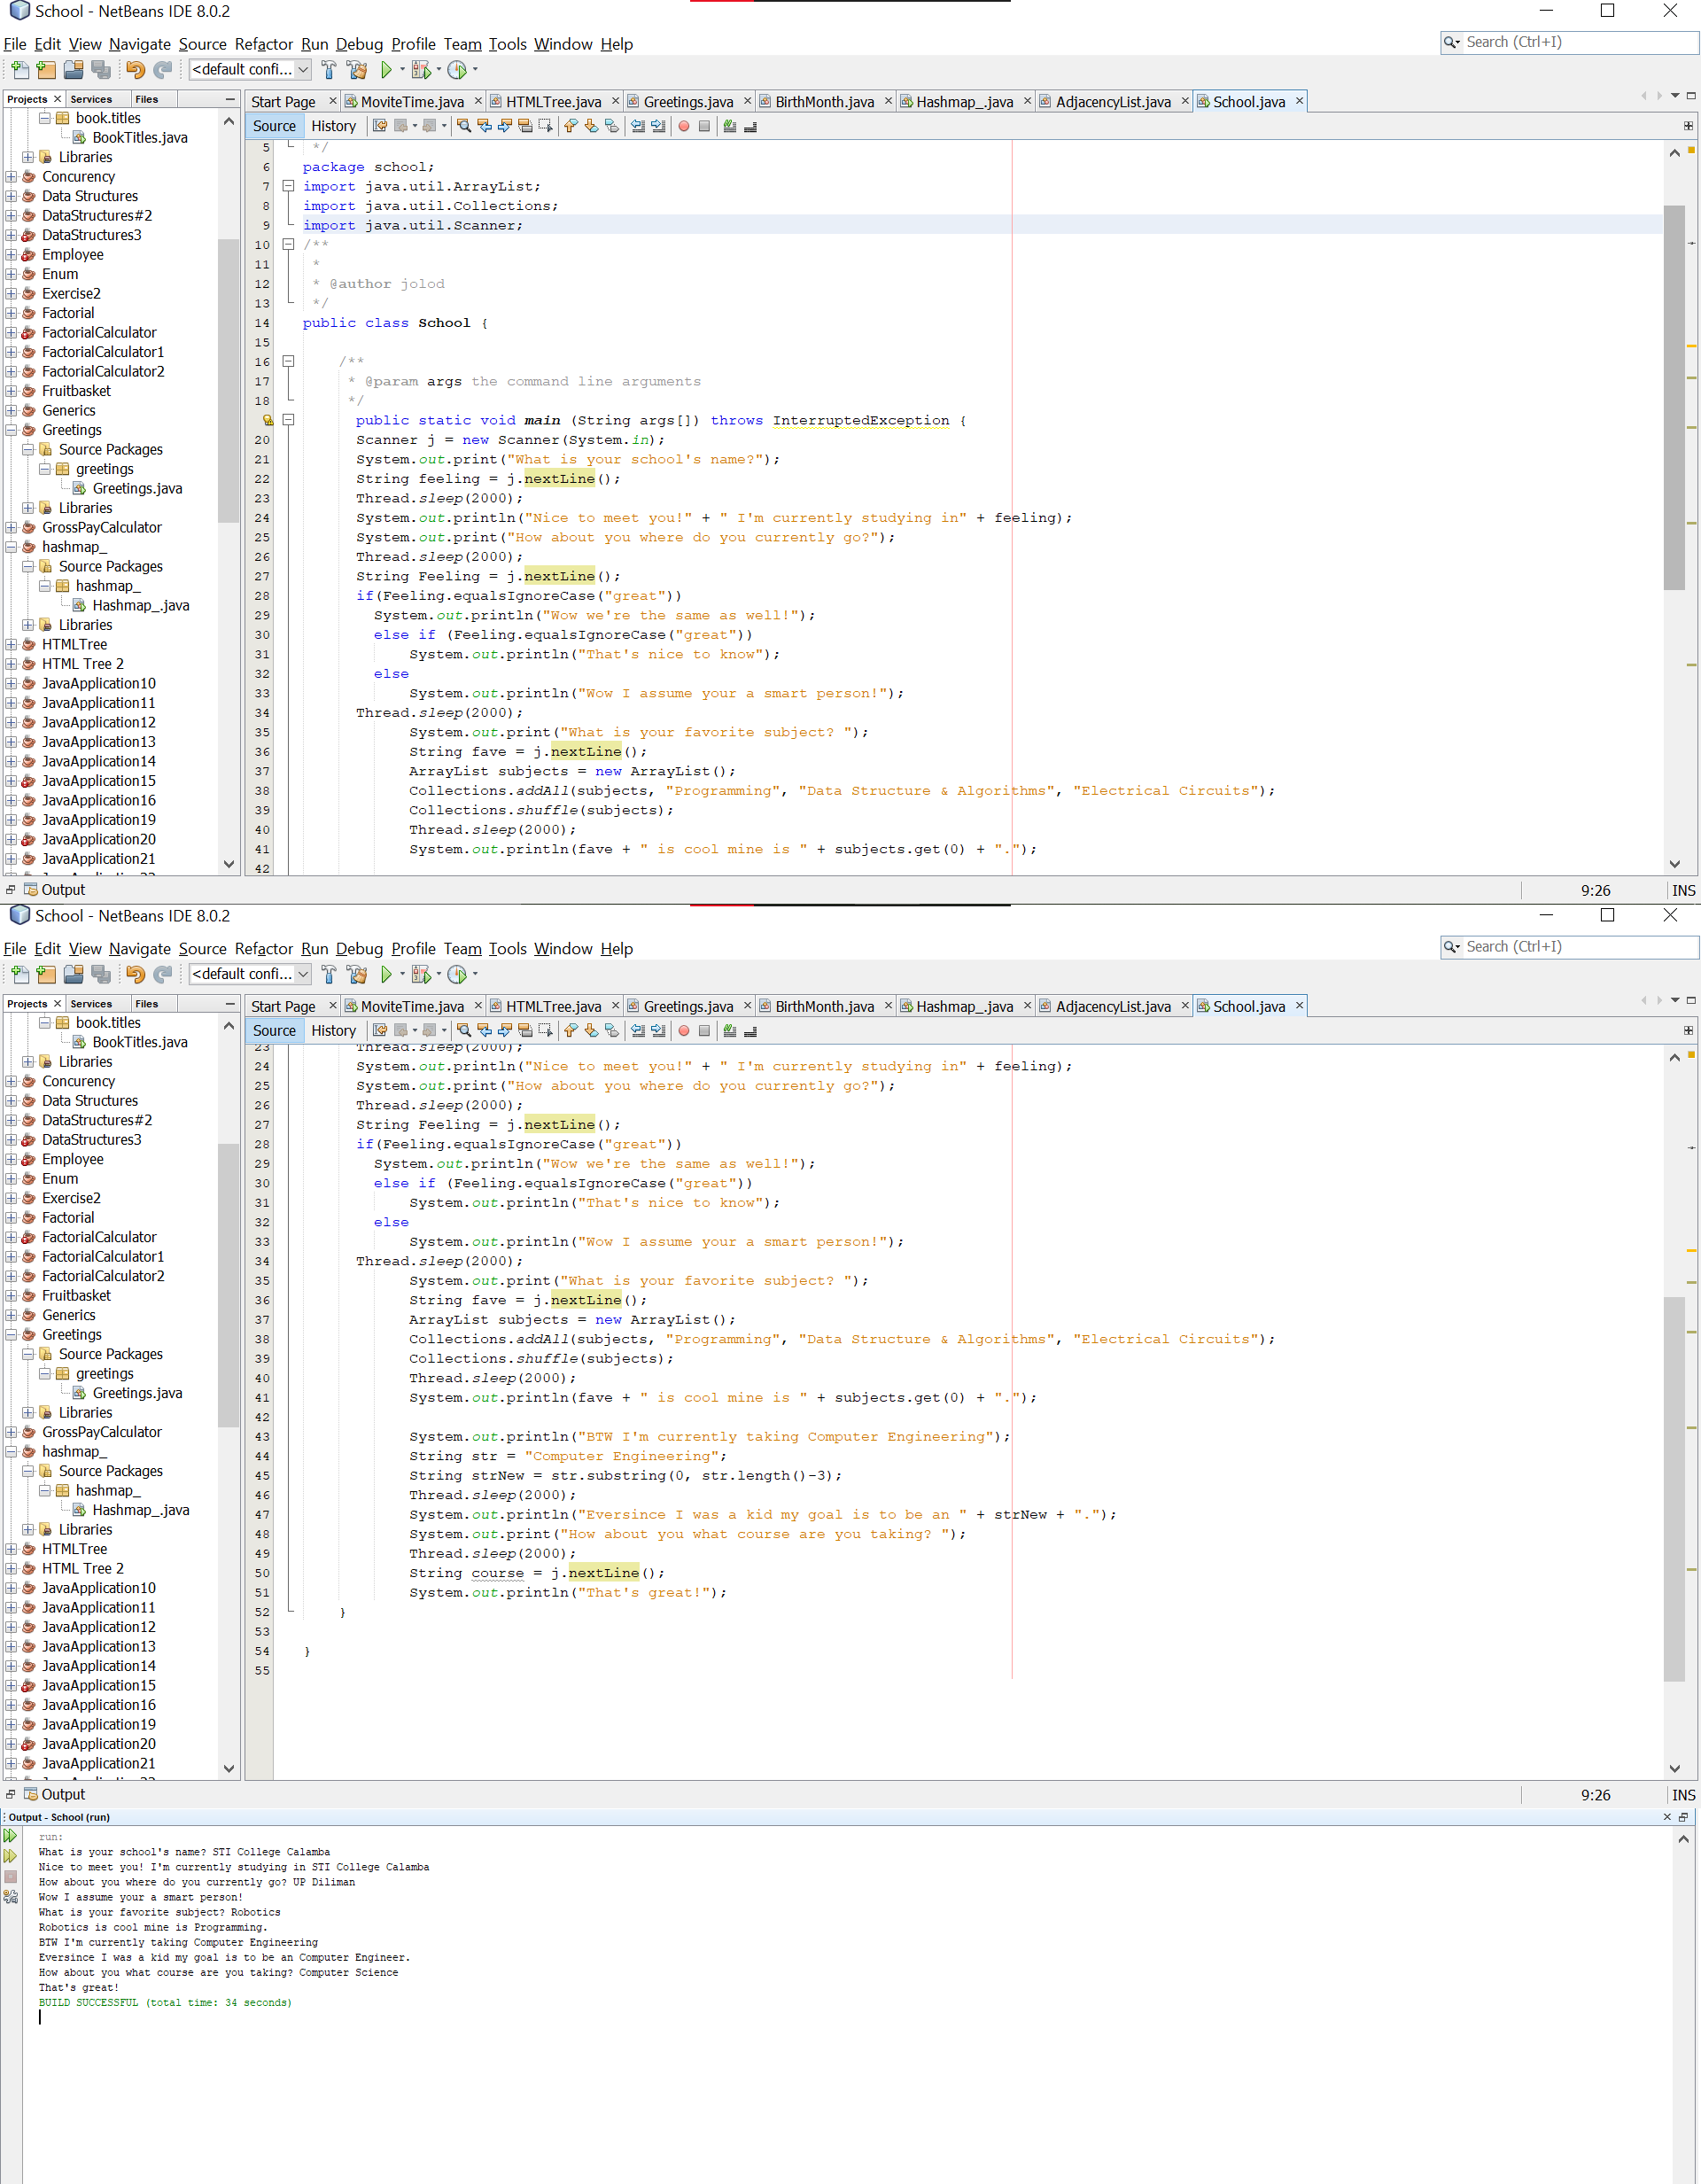 School - NetBeans IDE 8.0.2
File Edit View Navigate Source Refactor Run Debug Profile Team Tools Window Help
Search (Ctrl+I)
<default confi...
Projects Services Files
Start Page MoviteTime.java HTMLTree.java Greetings.java BirthMonth.java Hashmap_.java AdjacencyList.java School.java
Source History
book.titles
BookTitles.java
Libraries
Concurency
Data Structures
DataStructures#2
DataStructures3
Employee
Enum
Exercise2
Factorial
FactorialCalculator
FactorialCalculator1
FactorialCalculator2
Fruitbasket
Generics
Greetings
Source Packages
greetings
Greetings.java
Libraries
GrossPayCalculator
hashmap_
Source Packages
hashmap_
Hashmap_.java
Libraries
HTMLTree
HTML Tree 2
JavaApplication10
JavaApplication11
JavaApplication12
JavaApplication13
JavaApplication14
JavaApplication15
JavaApplication16
JavaApplication19
JavaApplication20
JavaApplication21
5 */
6 package school;
7 import java.util.ArrayList;
8 import java.util.Collections;
9 import java.util.Scanner;
10 /**
11 *
12 * @author jolod
13 */
14 public class School {
15
16 /**
17 * @param args the command line arguments
18 */
public static void main (String args[]) throws InterruptedException {
20 Scanner j = new Scanner(System.in);
21 System.out.print("What is your school's name?");
22 String feeling = j.nextLine();
23 Thread.sleep(2000);
24 System.out.println("Nice to meet you!" + " I'm currently studying in" + feeling);
25 System.out.print("How about you where do you currently go?");
26 Thread.sleep(2000);
27 String Feeling = j.nextLine();
28 if(Feeling.equalsIgnoreCase("great"))
29 System.out.println("Wow we're the same as well!");
30 else if (Feeling.equalsIgnoreCase("great"))
31 System.out.println("That's nice to know");
32 else
33 System.out.println("Wow I assume your a smart person!");
34 Thread.sleep(2000);
35 System.out.print("What is your favorite subject? ");
36 String fave = j.nextLine();
37 ArrayList subjects = new ArrayList();
38 Collections.addAll(subjects, "Programming", "Data Structure & Algorithms", "Electrical Circuits");
39 Collections.shuffle(subjects);
40 Thread.sleep(2000);
41 System.out.println(fave + " is cool mine is " + subjects.get(0) + ".");
42
Output
9:26 INS
School - NetBeans IDE 8.0.2
File Edit View Navigate Source Refactor Run Debug Profile Team Tools Window Help
Search (Ctrl+I)
<default confi...
Projects Services Files
Start Page MoviteTime.java HTMLTree.java Greetings.java BirthMonth.java Hashmap_.java AdjacencyList.java School.java
Source History
book.titles
BookTitles.java
Libraries
Concurency
Data Structures
DataStructures#2
DataStructures3
Employee
Enum
Exercise2
Factorial
FactorialCalculator
FactorialCalculator1
FactorialCalculator2
Fruitbasket
Generics
Greetings
Source Packages
greetings
Greetings.java
Libraries
GrossPayCalculator
hashmap_
Source Packages
hashmap_
Hashmap_.java
Libraries
HTMLTree
HTML Tree 2
JavaApplication10
JavaApplication11
JavaApplication12
JavaApplication13
JavaApplication14
JavaApplication15
JavaApplication16
JavaApplication19
JavaApplication20
JavaApplication21
23 Thread.sleep(2000);
24 System.out.println("Nice to meet you!" + " I'm currently studying in" + feeling);
25 System.out.print("How about you where do you currently go?");
26 Thread.sleep(2000);
27 String Feeling = j.nextLine();
28 if(Feeling.equalsIgnoreCase("great"))
29 System.out.println("Wow we're the same as well!");
30 else if (Feeling.equalsIgnoreCase("great"))
31 System.out.println("That's nice to know");
32 else
33 System.out.println("Wow I assume your a smart person!");
34 Thread.sleep(2000);
35 System.out.print("What is your favorite subject? ");
36 String fave = j.nextLine();
37 ArrayList subjects = new ArrayList();
38 Collections.addAll(subjects, "Programming", "Data Structure & Algorithms", "Electrical Circuits");
39 Collections.shuffle(subjects);
40 Thread.sleep(2000);
41 System.out.println(fave + " is cool mine is " + subjects.get(0) + ".");
42
43 System.out.println("BTW I'm currently taking Computer Engineering");
44 String str = "Computer Engineering";
45 String strNew = str.substring(0, str.length()-3);
46 Thread.sleep(2000);
47 System.out.println("Eversince I was a kid my goal is to be an " + strNew + ".");
48 System.out.print("How about you what course are you taking? ");
49 Thread.sleep(2000);
50 String course = j.nextLine();
51 System.out.println("That's great!");
52 }
53
54 }
55
Output
9:26 INS
Output - School (run)
run:
What is your school's name? STI College Calamba
Nice to meet you! I'm currently studying in STI College Calamba
How about you where do you currently go? UP Diliman
Wow I assume your a smart person!
What is your favorite subject? Robotics
Robotics is cool mine is Programming.
BTW I'm currently taking Computer Engineering
Eversince I was a kid my goal is to be an Computer Engineer.
How about you what course are you taking? Computer Science
That's great!
BUILD SUCCESSFUL (total time: 34 seconds)